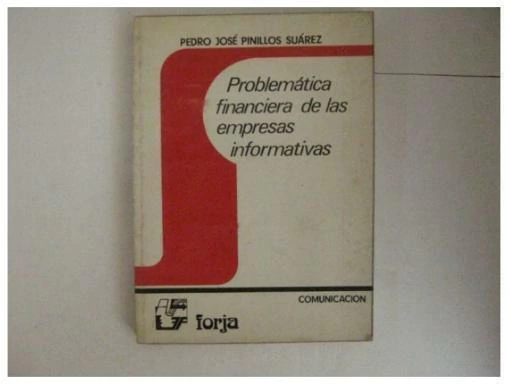 PEDRO JOSÉ PINILLOS SUÁREZ
Problemática
financiera de las
empresas
informativas
COMUNICACION
forja